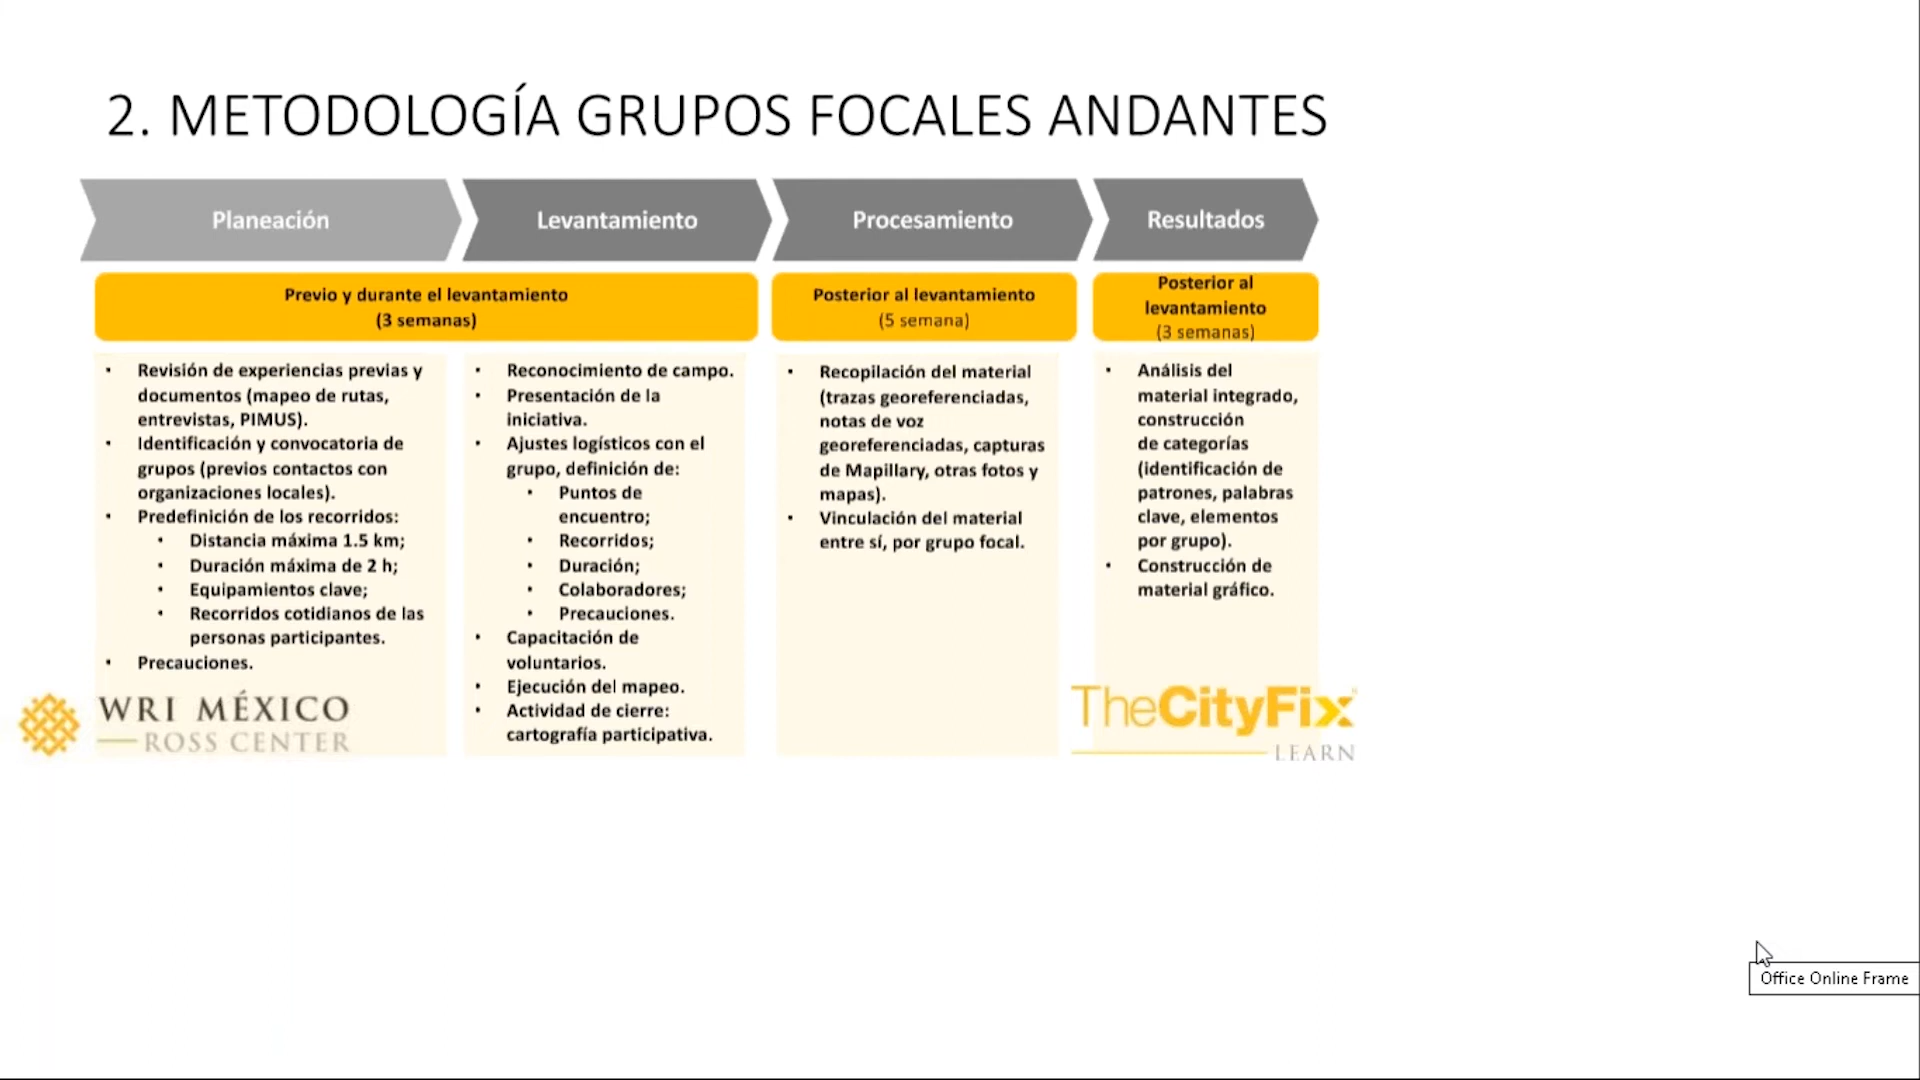 2. METODOLOGÍA GRUPOS FOCALES ANDANTES
Planeación
Levantamiento
Procesamiento
Resultados
Previo y durante el levantamiento
(3 semanas)
Posterior al levantamiento
(5 semana)
Posterior al
levantamiento
(3 semanas)
• Revisión de experiencias previas y
documentos (mapeo de rutas,
entrevistas, PIMUS).
• Identificación y convocatoria de
grupos (previos contactos con
organizaciones locales).
• Predefinición de los recorridos:
• Distancia máxima 1.5 km;
• Duración máxima de 2 h;
• Equipamientos clave;
• Recorridos cotidianos de las
personas participantes.
• Precauciones.
• Reconocimiento de campo.
• Presentación de la
iniciativa.
• Ajustes logísticos con el
grupo, definición de:
• Puntos de
encuentro;
• Recorridos;
• Duración;
• Colaboradores;
• Precauciones.
• Capacitación de
voluntarios.
• Ejecución del mapeo.
• Actividad de cierre:
cartografía participativa.
• Recopilación del material
(trazas georeferenciadas,
notas de voz
georeferenciadas, capturas
de Mapillary, otras fotos y
mapas).
• Vinculación del material
entre sí, por grupo focal.
• Análisis del
material integrado,
construcción
de categorías
(identificación de
patrones, palabras
clave, elementos
por grupo).
• Construcción de
material gráfico.
WRI MÉXICO
ROSS CENTER
TheCityFix
LEARN
Office Online Frame